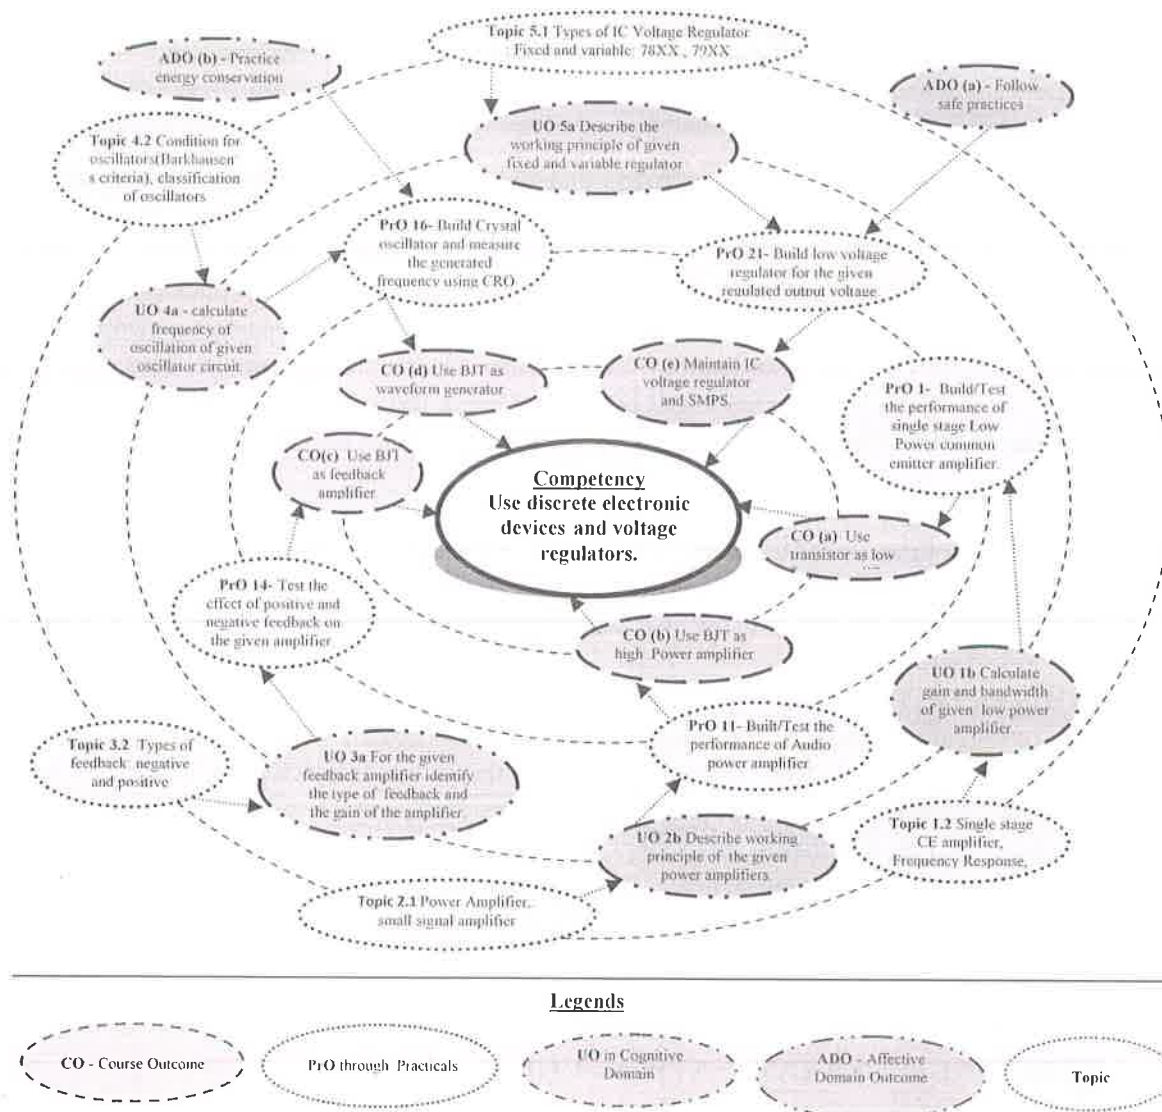 Topic 5.1 Types of IC Voltage Regulator
Fixed and variable: 78XX , 79XX
ADO (b) - Practice
energy conservation
ADO (a) - Follow
safe practices
Topic 4.2 Condition for
oscillators(Barkhausen
s criteria), classification
of oscillators
UO 5a Describe the
working principle of given
fixed and variable regulator
PrO 16- Build Crystal
oscillator and measure
the generated
frequency using CRO
PrO 21- Build low voltage
regulator for the given
regulated output voltage.
UO 4a - calculate
frequency of
oscillation of given
oscillator circuit.
CO (d) Use BJT as
waveform generator
CO (e) Maintain IC
voltage regulator
and SMPS.
PrO 1- Build/Test
the performance of
single stage Low
Power common
emitter amplifier.
CO(c) Use BJT
as feedback
amplifier
Competency
Use discrete electronic
devices and voltage
regulators.
CO (a) Use
transistor as low
PrO 14- Test the
effect of positive and
negative feedback on
the given amplifier
CO (b) Use BJT as
high Power amplifier
UO 1b Calculate
gain and bandwidth
of given low power
amplifier.
Topic 3.2 Types of
feedback negative
and positive
UO 3a For the given
feedback amplifier identify
the type of feedback and
the gain of the amplifier.
PrO 11- Built/Test the
performance of Audio
power amplifier
UO 2b Describe working
principle of the given
power amplifiers.
Topic 1.2 Single stage
CE amplifier,
Frequency Response,
Topic 2.1 Power Amplifier,
small signal amplifier
Legends
CO - Course Outcome
PrO through Practicals
UO in Cognitive
Domain
ADO - Affective
Domain Outcome
Topic